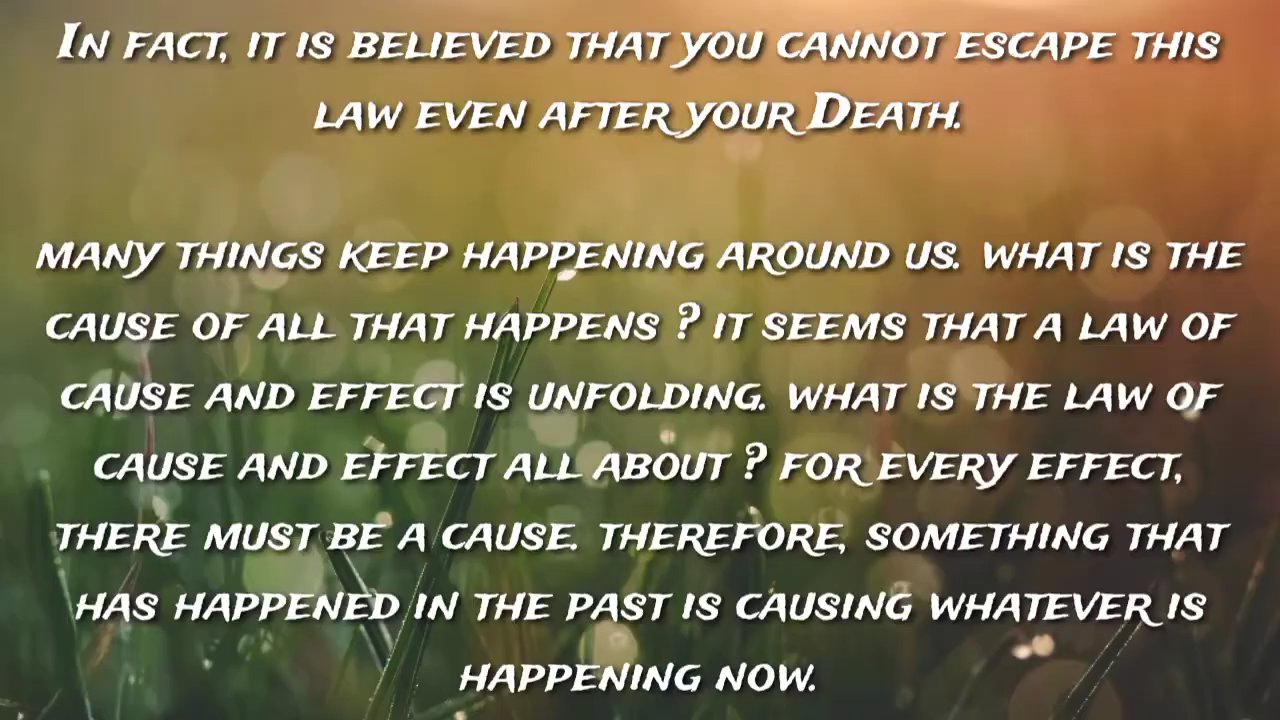 In fact, it is believed that you cannot escape this
law even after your Death.
many things keep happening around us. what is the
cause of all that happens ? it seems that a law of
cause and effect is unfolding. what is the law of
cause and effect all about ? for every effect,
there must be a cause. therefore, something that
has happened in the past is causing whatever is
happening now.